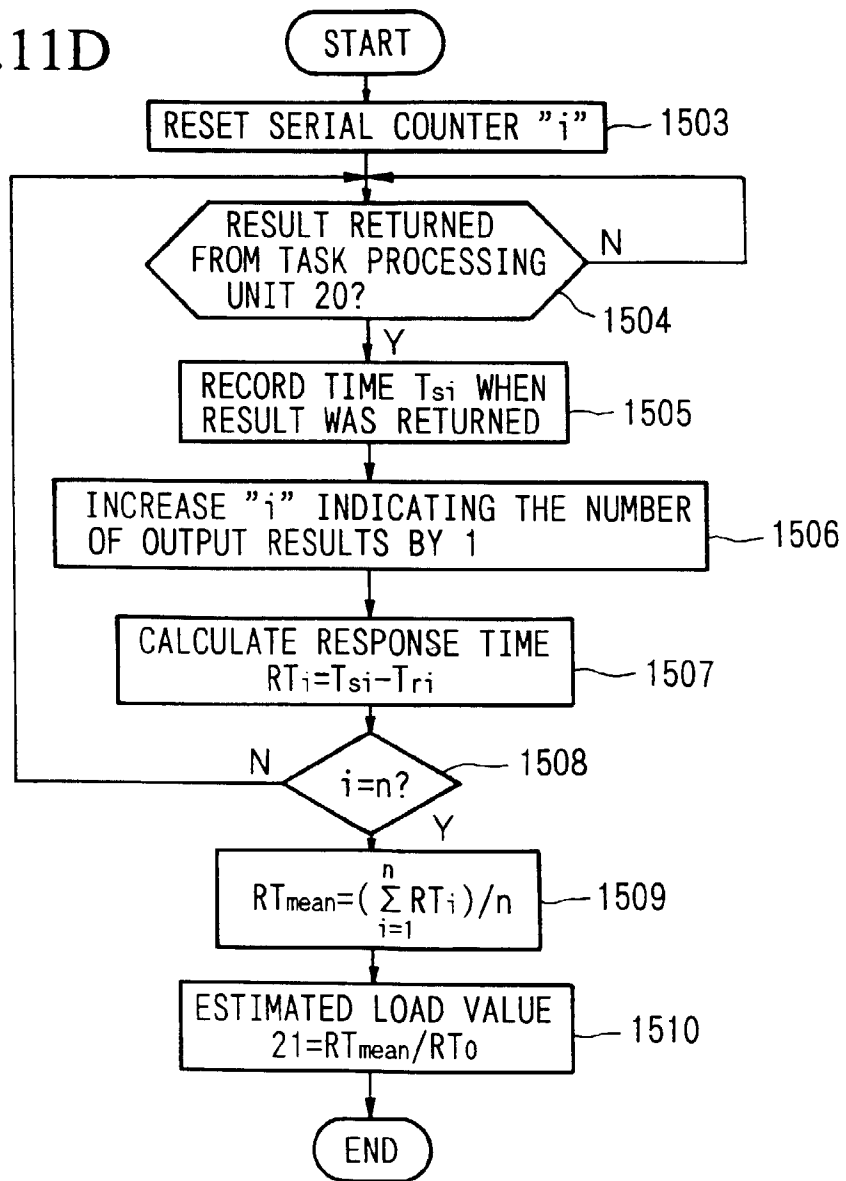 .11D
START
RESET SERIAL COUNTER "i"
1503
RESULT RETURNED
FROM TASK PROCESSING
UNIT 20?
N
1504
Y
RECORD TIME Tsi WHEN
RESULT WAS RETURNED
1505
INCREASE "i" INDICATING THE NUMBER
OF OUTPUT RESULTS BY 1
1506
CALCULATE RESPONSE TIME
RTi=Tsi-Tri
1507
N
i=n?
1508
Y
RTmean=(∑ⁿᵢ₌₁ RTi)/n
1509
ESTIMATED LOAD VALUE
21=RTmean/RT0
1510
END